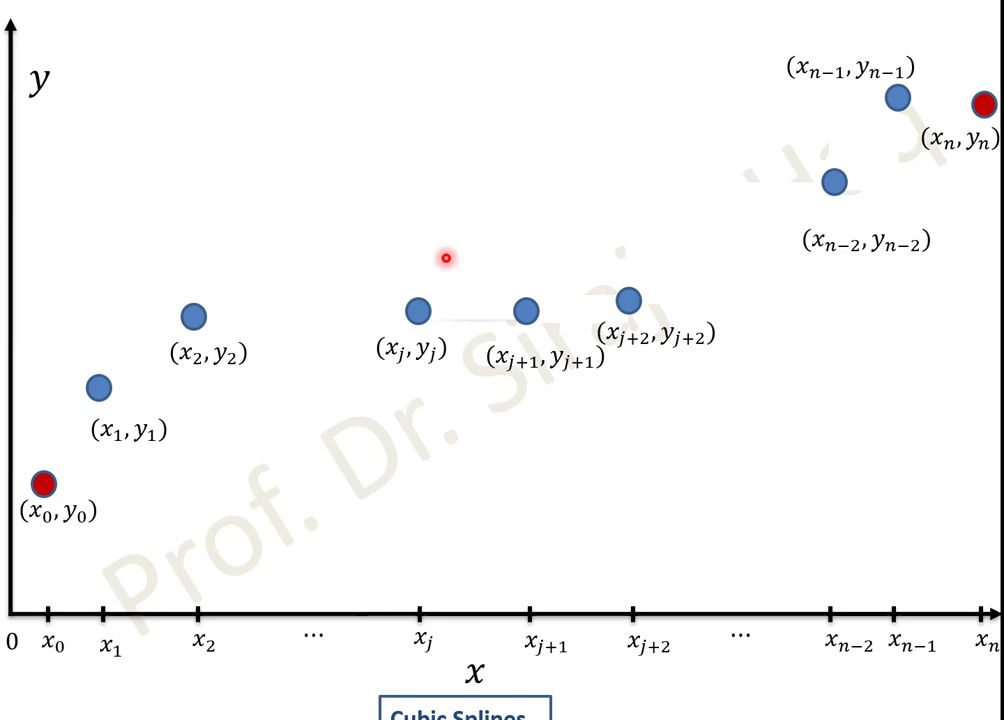 y
(x_{n−1}, y_{n−1})
(x_n, y_n)
(x_{n−2}, y_{n−2})
(x_2, y_2)
(x_j, y_j)
(x_{j+1}, y_{j+1})
(x_{j+2}, y_{j+2})
(x_1, y_1)
(x_0, y_0)
Prof. Dr.
0 x_0 x_1 x_2 ... x_j x_{j+1} x_{j+2} ... x_{n−2} x_{n−1} x_n
x
Cubic Splines